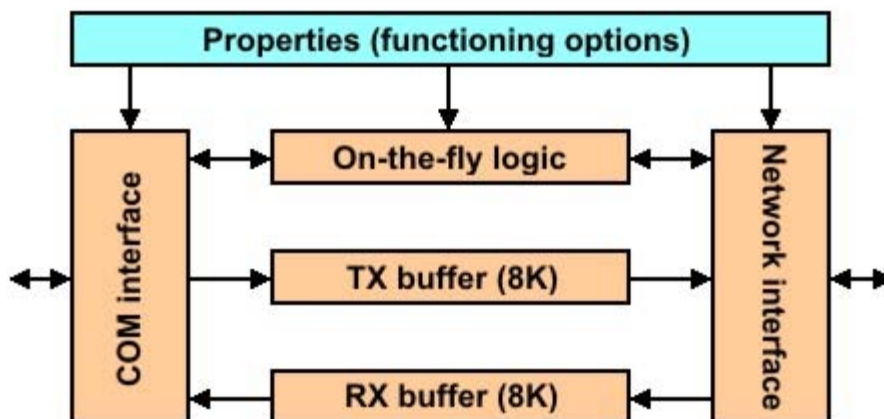 Properties (functioning options)
COM interface
On-the-fly logic
TX buffer (8K)
RX buffer (8K)
Network interface